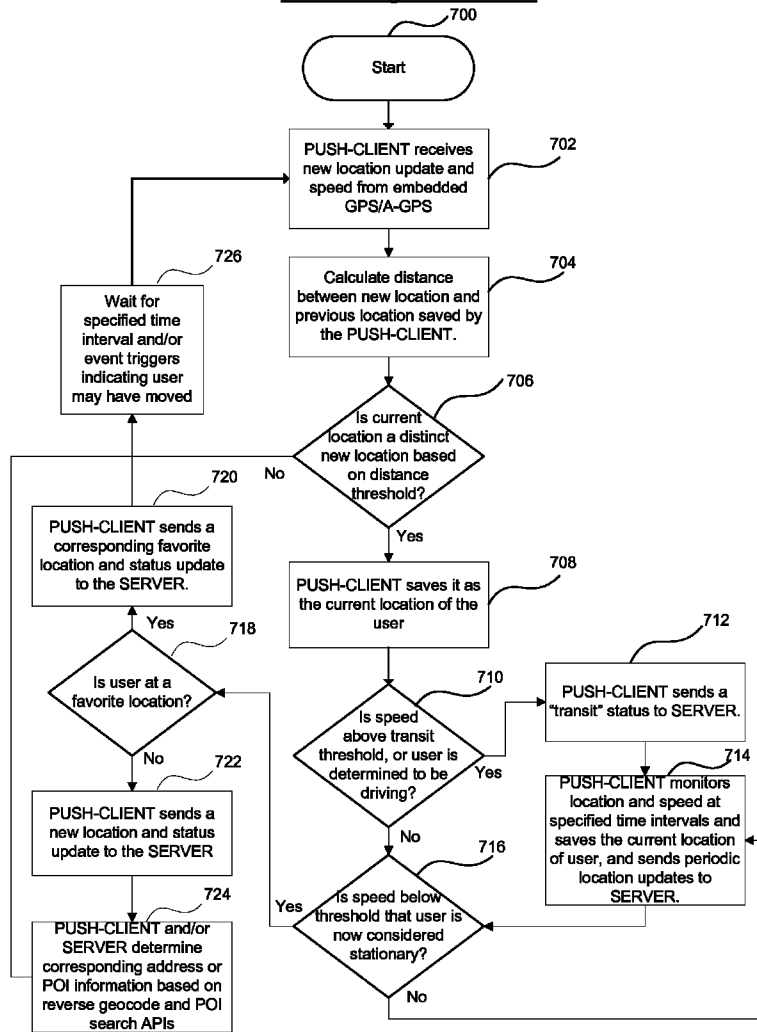 700
Start
PUSH-CLIENT receives
new location update and
speed from embedded
GPS/A-GPS
702
726
Wait for
specified time
interval and/or
event triggers
indicating user
may have moved
Calculate distance
between new location and
previous location saved by
the PUSH-CLIENT.
704
706
Is current
location a distinct
new location based
on distance
threshold?
No
Yes
720
PUSH-CLIENT sends a
corresponding favorite
location and status update
to the SERVER.
PUSH-CLIENT saves it as
the current location of the
user
708
Yes
718
Is user at a
favorite location?
No
710
Is speed
above transit
threshold, or user is
determined to be
driving?
Yes
No
712
PUSH-CLIENT sends a
"transit" status to SERVER.
714
PUSH-CLIENT monitors
location and speed at
specified time intervals and
saves the current location
of user, and sends periodic
location updates to
SERVER.
722
PUSH-CLIENT sends a
new location and status
update to the SERVER
716
Is speed below
threshold that user is
now considered
stationary?
Yes
No
724
PUSH-CLIENT and/or
SERVER determine
corresponding address or
POI information based on
reverse geocode and POI
search APIs